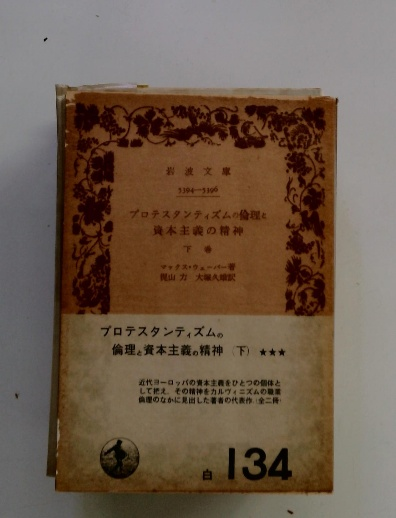 岩波文庫
5394—5396
プロテスタンティズムの倫理と
資本主義の精神
下巻
マックス・ウェーバー著
梶山力 大塚久雄訳
プロテスタンティズムの
倫理と資本主義の精神(下) ★★★
近代ヨーロッパの資本主義をひとつの個体と
して捉え、その精神をカルヴィニズムの職業
倫理のなかに見出した著者の代表作。(全二冊)
白 134